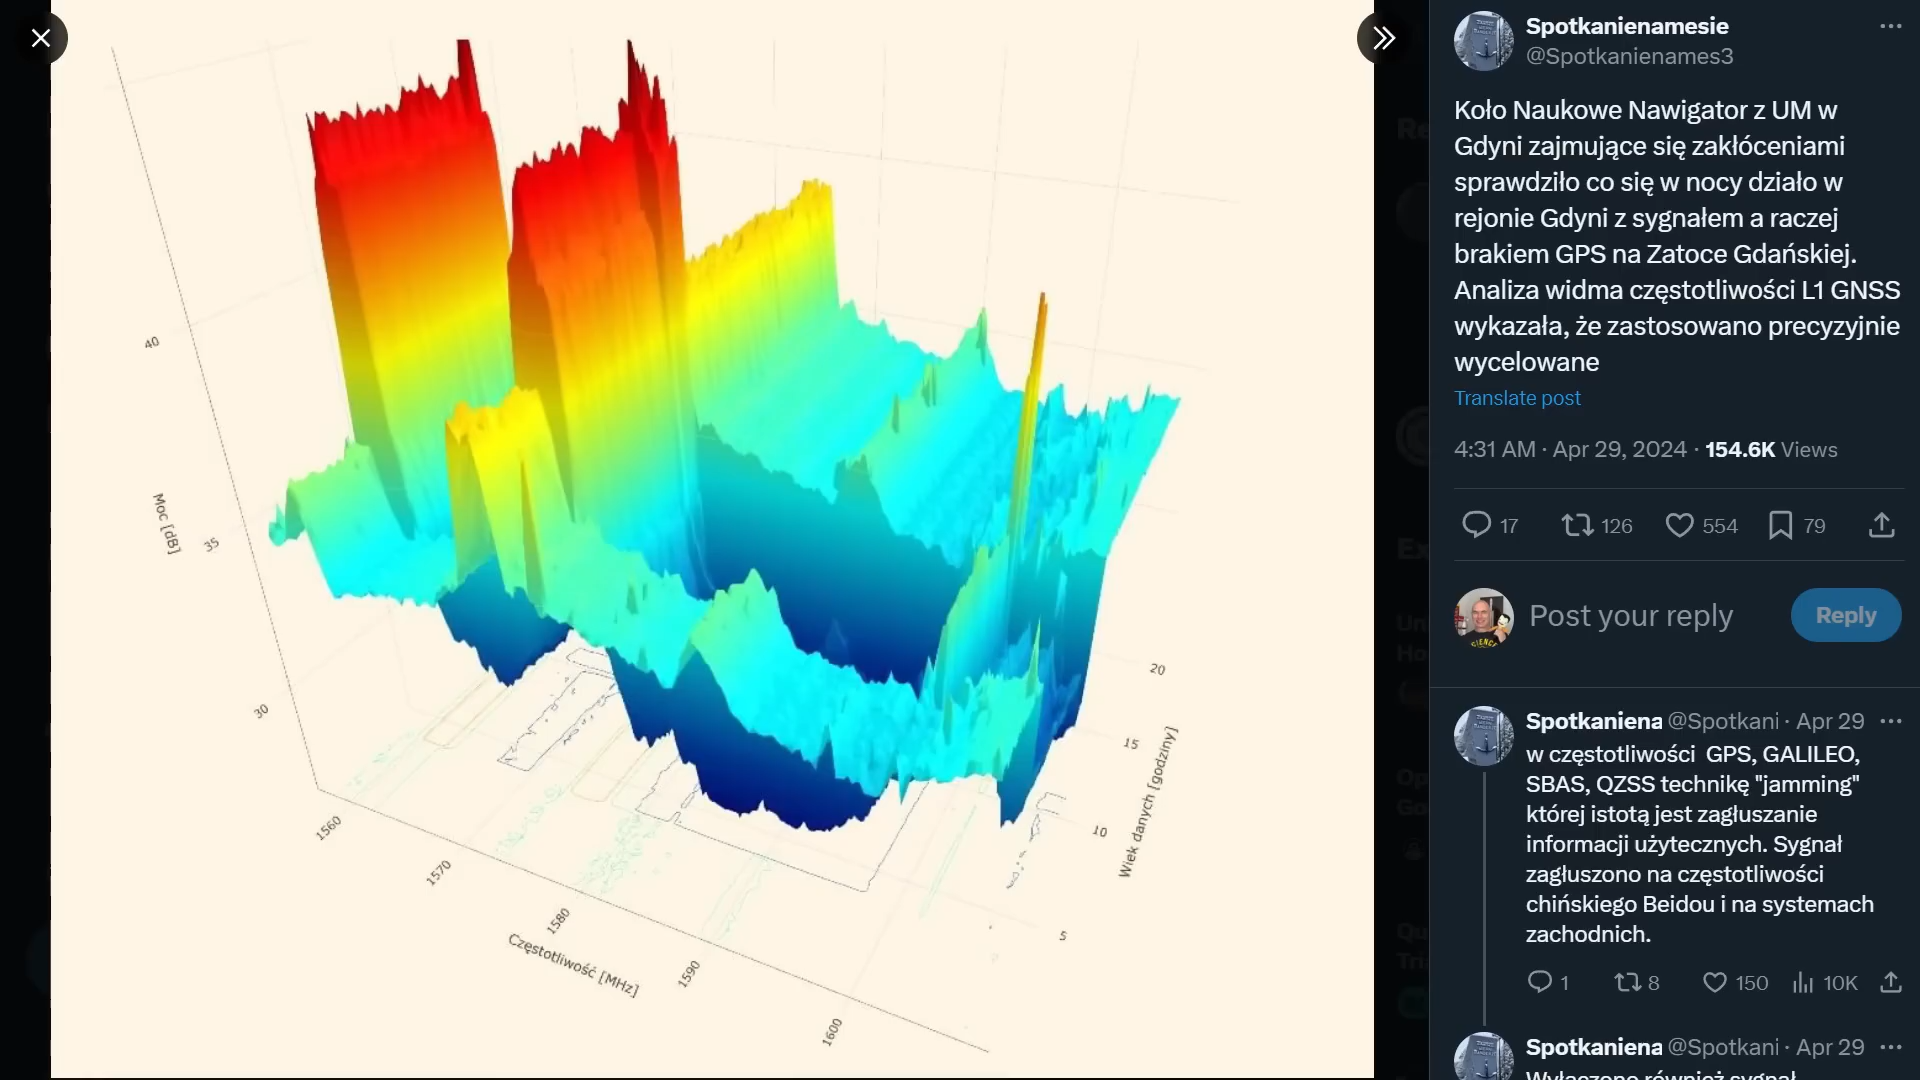 Spotkanienamesie
@Spotkanienames3
Koło Naukowe Nawigator z UM w
Gdyni zajmujące się zakłóceniami
sprawdziło co się w nocy działo w
rejonie Gdyni z sygnałem a raczej
brakiem GPS na Zatoce Gdańskiej.
Analiza widma częstotliwości L1 GNSS
wykazała, że zastosowano precyzyjnie
wycelowane
Translate post
4:31 AM · Apr 29, 2024 · 154.6K Views
17 126 554 79
Post your reply
Reply
Spotkaniena @Spotkani · Apr 29
w częstotliwości GPS, GALILEO,
SBAS, QZSS technikę "jamming"
której istotą jest zagłuszanie
informacji użytecznych. Sygnał
zagłuszono na częstotliwości
chińskiego Beidou i na systemach
zachodnich.
1 8 150 10K
Spotkaniena @Spotkani · Apr 29
Wyłączono również sygnał
Moc [dB]
40
35
30
1560
1570
1580
1590
1600
Częstotliwość [MHz]
20
15
10
5
Wiek danych [godziny]